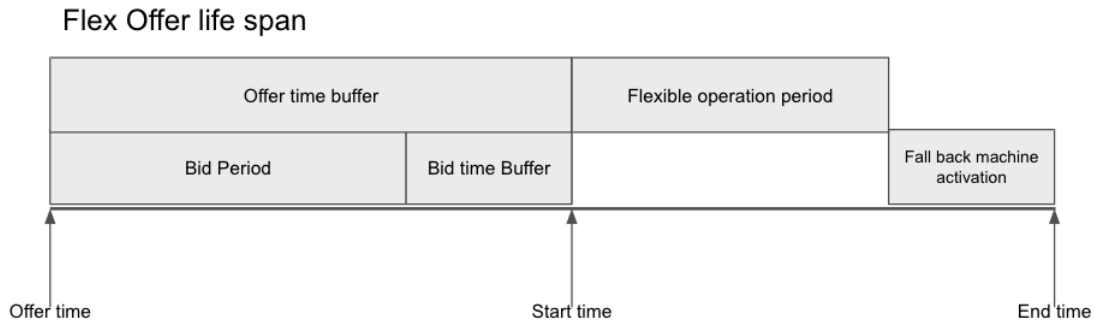 Flex Offer life span
Offer time buffer
Flexible operation period
Bid Period
Bid time Buffer
Fall back machine
activation
Offer time
Start time
End time